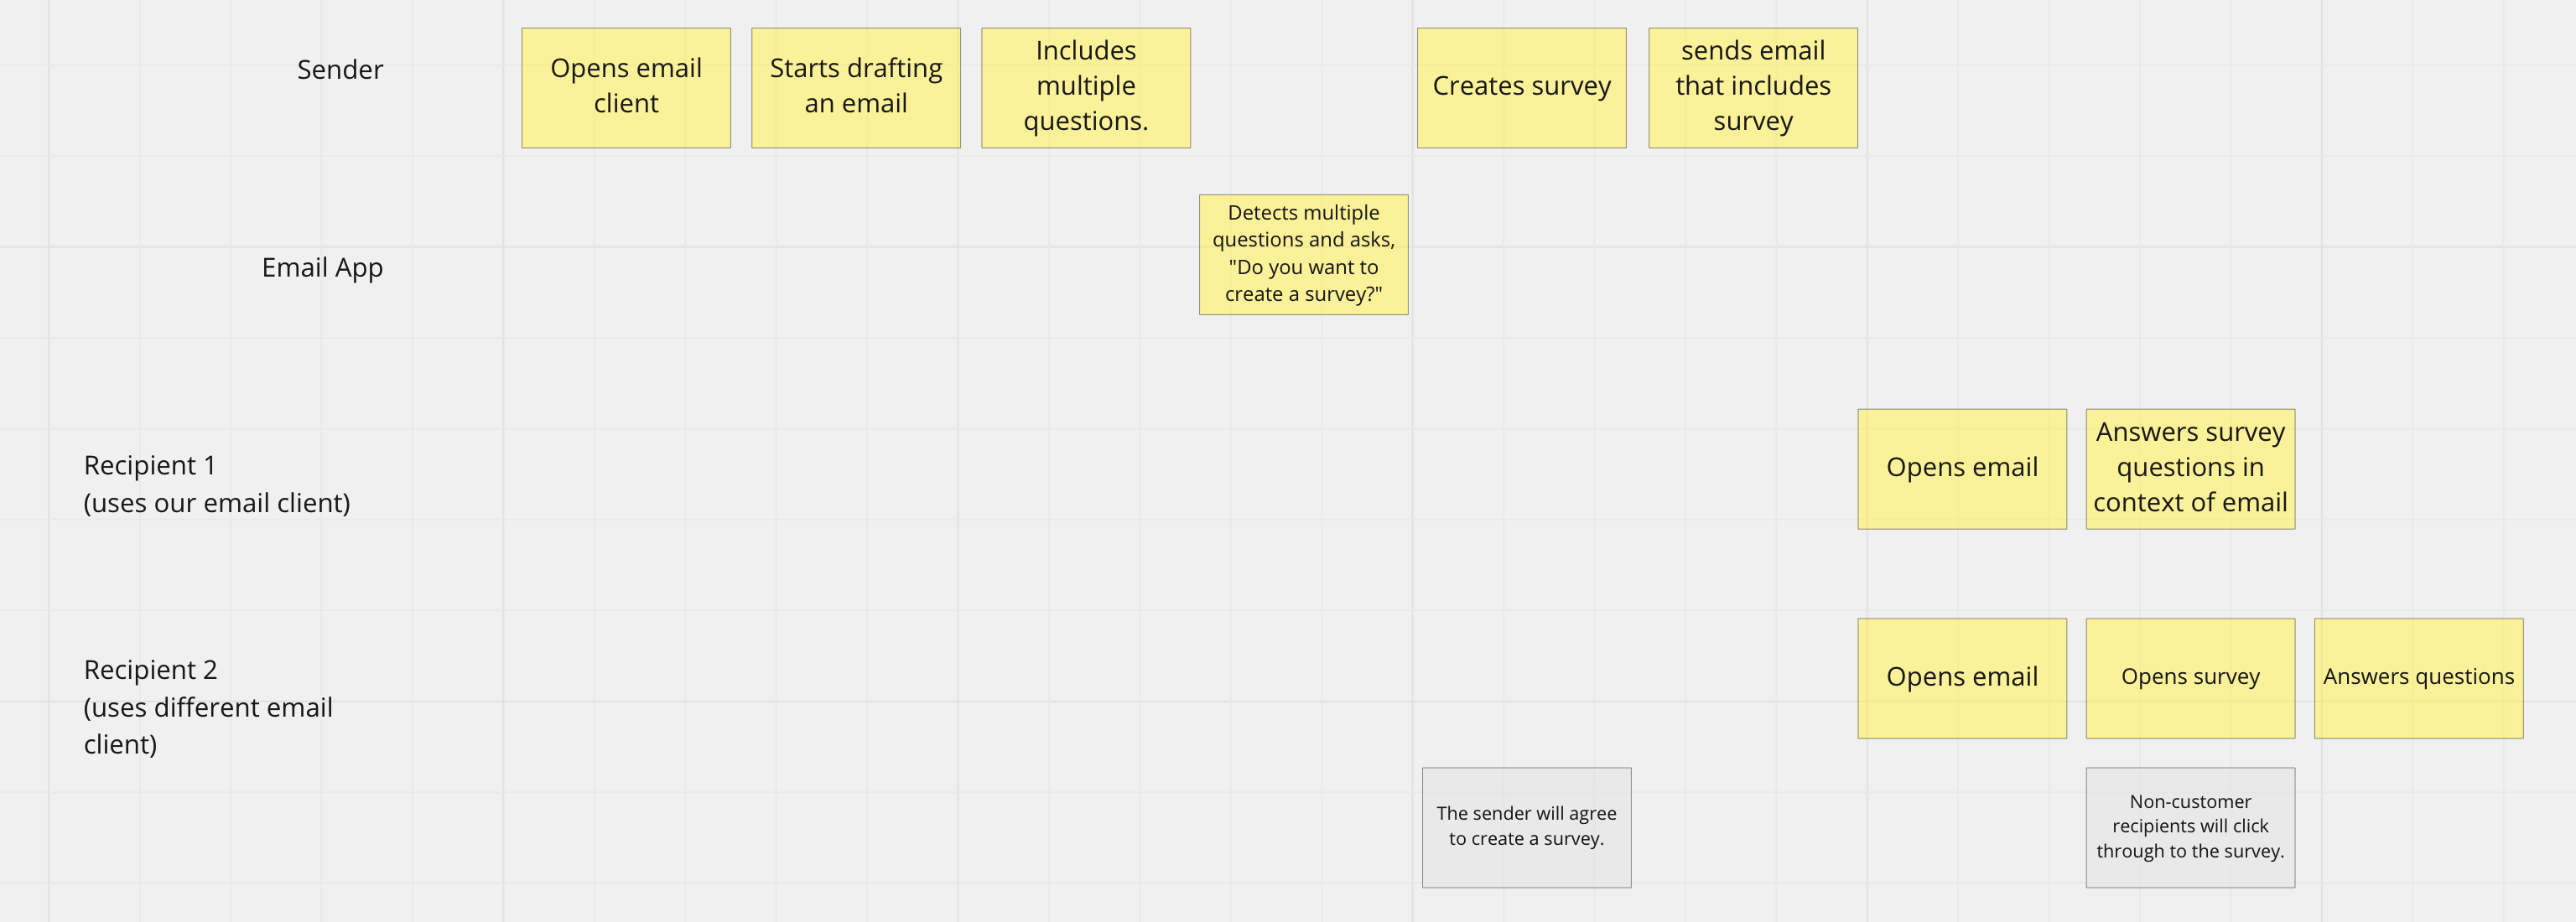 Sender
Opens email
client
Starts drafting
an email
Includes
multiple
questions.
Creates survey
sends email
that includes
survey
Email App
Detects multiple
questions and asks,
"Do you want to
create a survey?"
Recipient 1
(uses our email client)
Opens email
Answers survey
questions in
context of email
Recipient 2
(uses different email
client)
Opens email
Opens survey
Answers questions
The sender will agree
to create a survey.
Non-customer
recipients will click
through to the survey.